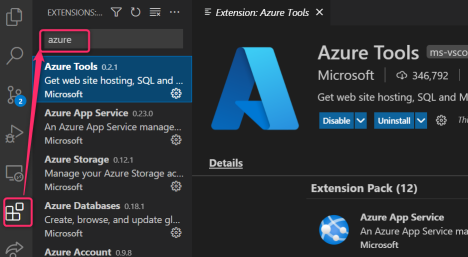 EXTENSIONS:...
Extension: Azure Tools
azure
Azure Tools 0.2.1
Get web site hosting, SQL and ...
Microsoft
Azure App Service 0.23.0
An Azure App Service manage...
Microsoft
Azure Storage 0.12.1
Manage your Azure Storage ac...
Microsoft
Azure Databases 0.18.1
Create, browse, and update gl...
Microsoft
Azure Account 0.9.8
2
Azure Tools ms-vsco
Microsoft 346,792
Get web site hosting, SQL and M
Disable Uninstall
Details
Extension Pack (12)
Azure App Service
An Azure App Service ma
Microsoft